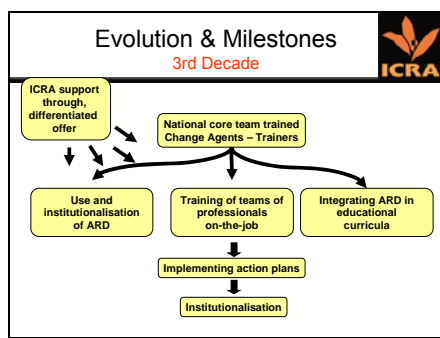 Evolution & Milestones
3rd Decade
ICRA
ICRA support
through,
differentiated
offer
National core team trained
Change Agents – Trainers
Use and
institutionalisation
of ARD
Training of teams of
professionals
on-the-job
Integrating ARD in
educational
curricula
Implementing action plans
Institutionalisation